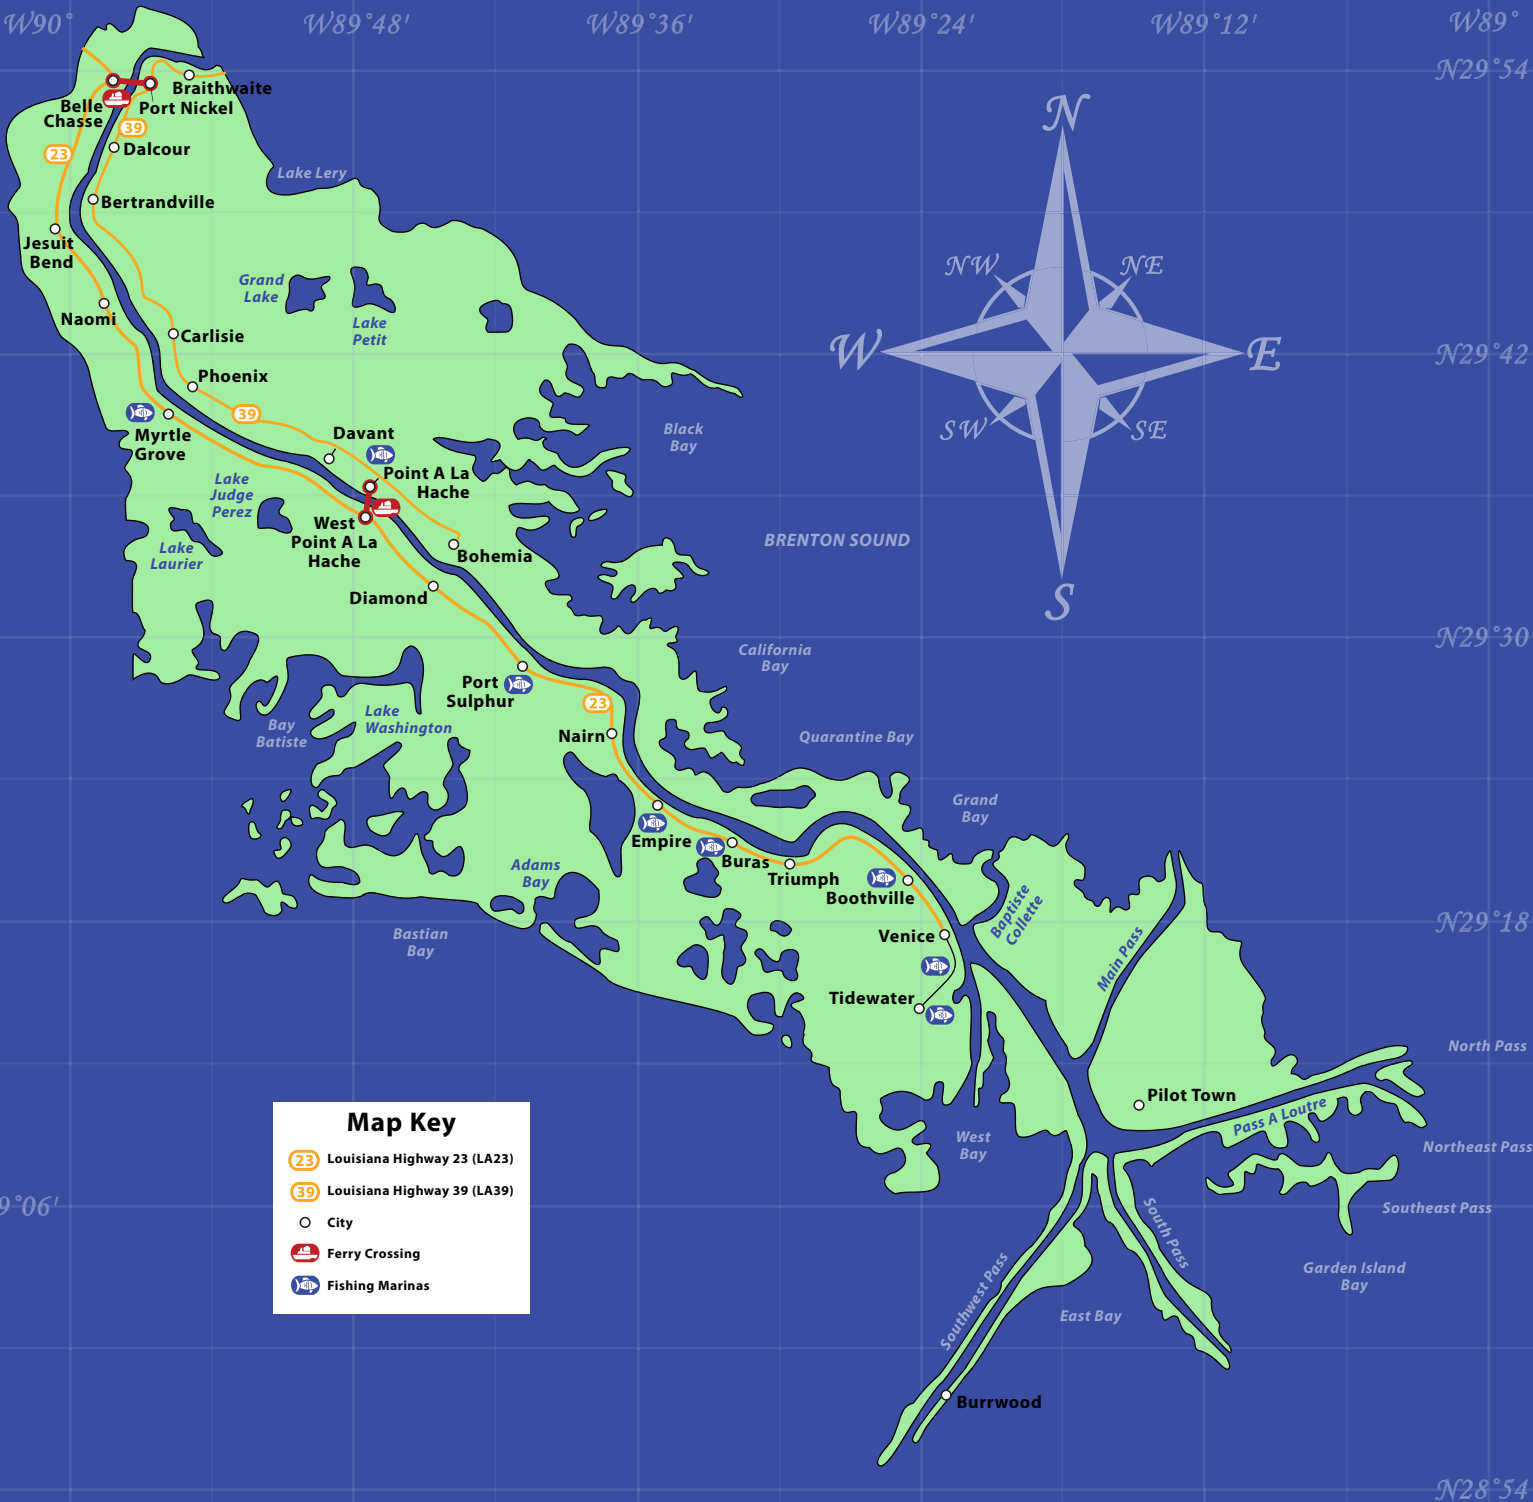 W90°
W89°48'
W89°36'
W89°24'
W89°12'
W89°
N29°54
Braithwaite
Belle
Chasse
Port Nickel
39
23
Dalcour
Lake Lery
Bertrandville
Jesuit
Bend
Grand
Lake
Lake
Petit
Naomi
Carlisie
Phoenix
39
Myrtle
Grove
Davant
Black
Bay
Point A La
Hache
Lake
Judge
Perez
West
Point A La
Hache
Lake
Laurier
Bohemia
Diamond
BRENTON SOUND
N
NW
NE
W
E
SW
SE
S
N29°42
N29°30
California
Bay
Port
Sulphur
23
Bay
Batiste
Lake
Washington
Nairn
Quarantine Bay
Grand
Bay
Empire
Buras
Triumph
Boothville
Adams
Bay
Bastian
Bay
Venice
Baptiste
Collette
Main Pass
N29°18
Tidewater
North Pass
Pilot Town
Pass A Loutre
West
Bay
Northeast Pass
Southeast Pass
9°06'
South Pass
Southwest Pass
Garden Island
Bay
East Bay
Burrwood
N28°54
Map Key
23 Louisiana Highway 23 (LA23)
39 Louisiana Highway 39 (LA39)
City
Ferry Crossing
Fishing Marinas